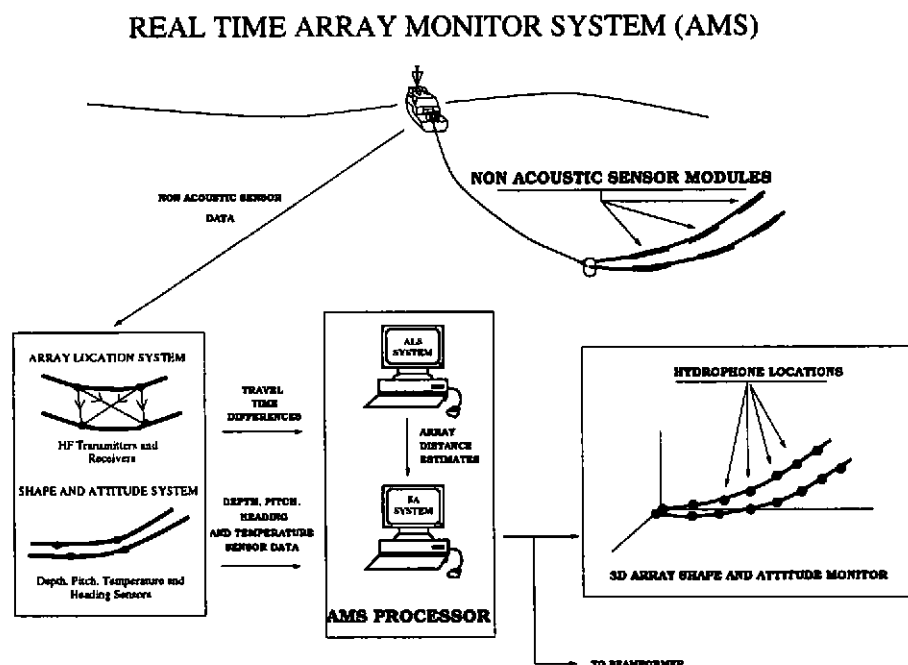 REAL TIME ARRAY MONITOR SYSTEM (AMS)
NON ACOUSTIC SENSOR MODULES
NON ACOUSTIC SENSOR
DATA
ARRAY LOCATION SYSTEM
HF Transmitters and
Receivers
SHAPE AND ATTITUDE SYSTEM
Depth, Pitch, Temperature and
Heading Sensors
TRAVEL
TIME
DIFFERENCES
DEPTH, PITCH,
HEADING
AND TEMPERATURE
SENSOR DATA
ALS
SYSTEM
ARRAY
DISTANCE
ESTIMATES
SA
SYSTEM
AMS PROCESSOR
HYDROPHONE LOCATIONS
3D ARRAY SHAPE AND ATTITUDE MONITOR
TO BEAMFORMER